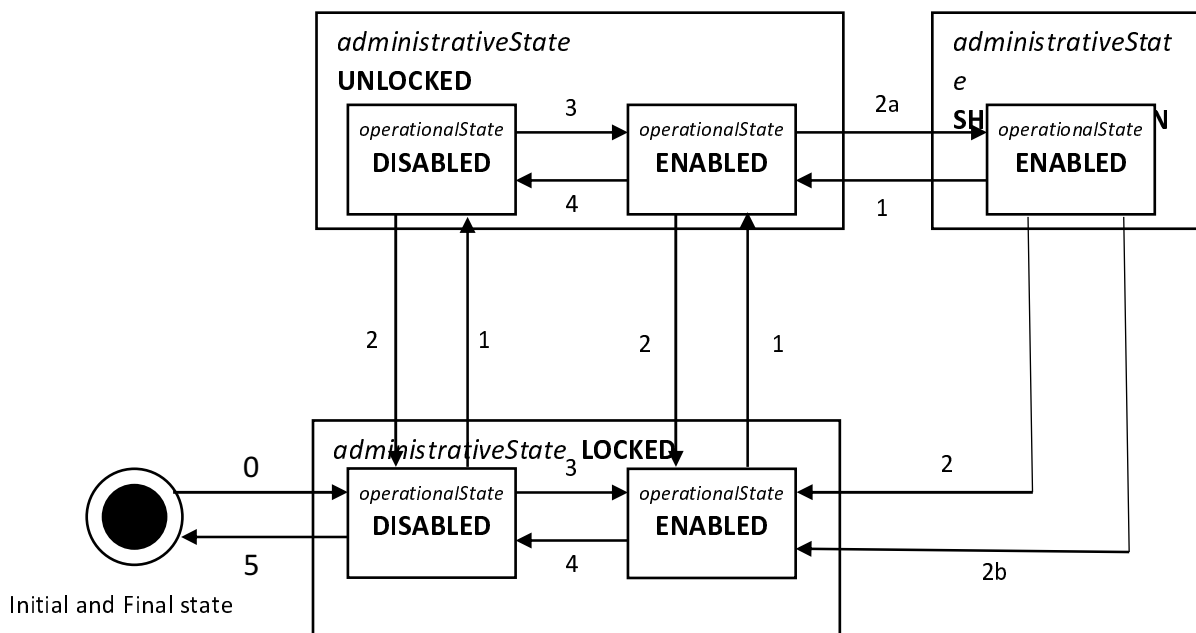 administrativeState
UNLOCKED
administrativeStat
e
SH N
operationalState
DISABLED
3
4
operationalState
ENABLED
2a
1
operationalState
ENABLED
2
1
2
1
administrativeState LOCKED
0
5
operationalState
DISABLED
3
4
operationalState
ENABLED
2
2b
Initial and Final state